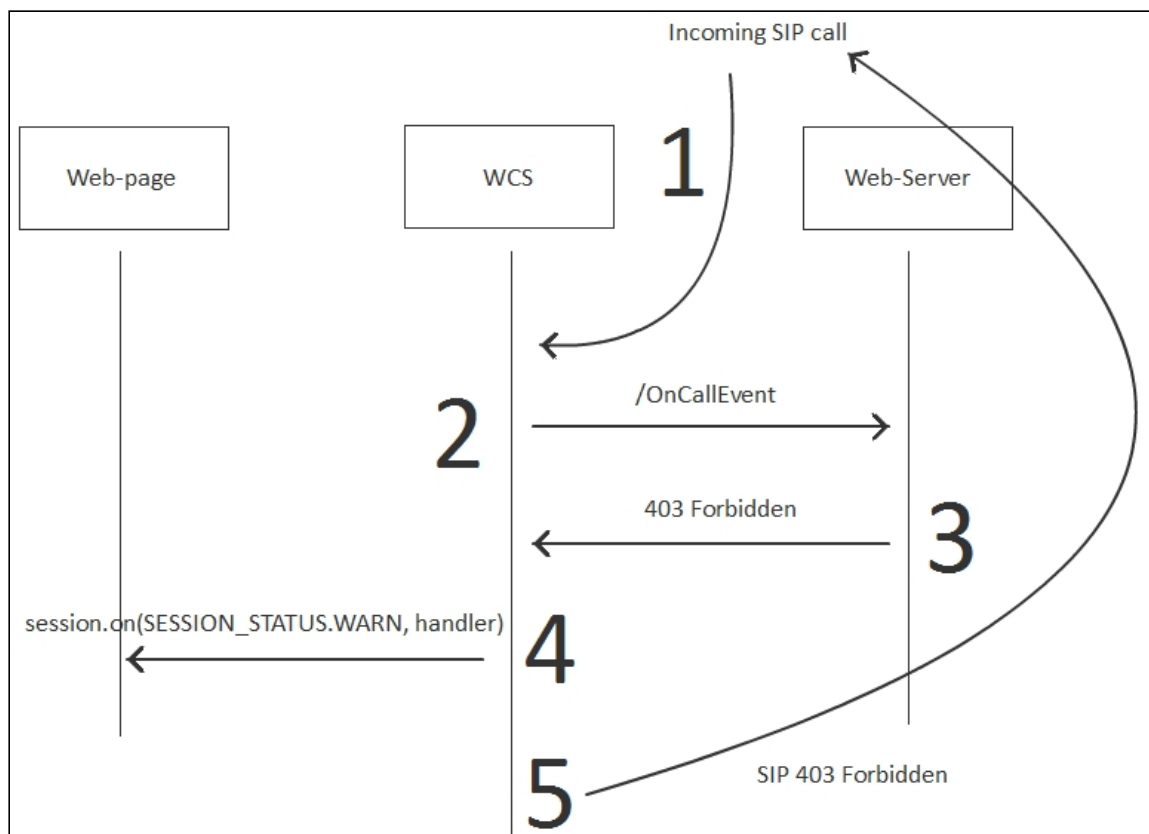 Incoming SIP call
Web-page
WCS
1
Web-Server
/OnCallEvent
2
403 Forbidden
3
session.on(SESSION_STATUS.WARN, handler)
4
5
SIP 403 Forbidden